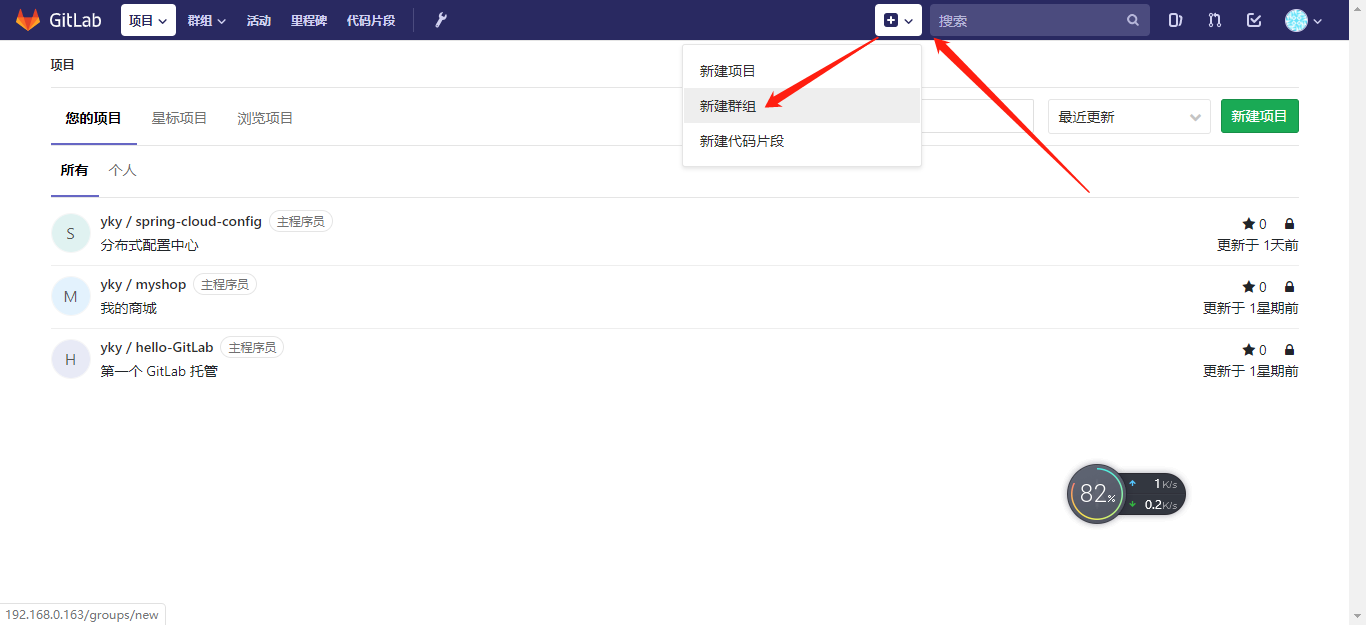 GitLab 项目 群组 活动 里程碑 代码片段 搜索
项目
新建项目
新建群组
新建代码片段
您的项目 星标项目 浏览项目 最近更新 新建项目
所有 个人
S yky / spring-cloud-config 主程序员 0
分布式配置中心 更新于 1天前
M yky / myshop 主程序员 0
我的商城 更新于 1星期前
H yky / hello-GitLab 主程序员 0
第一个 GitLab 托管 更新于 1星期前
82% 1K/s
0.2K/s
192.168.0.163/groups/new